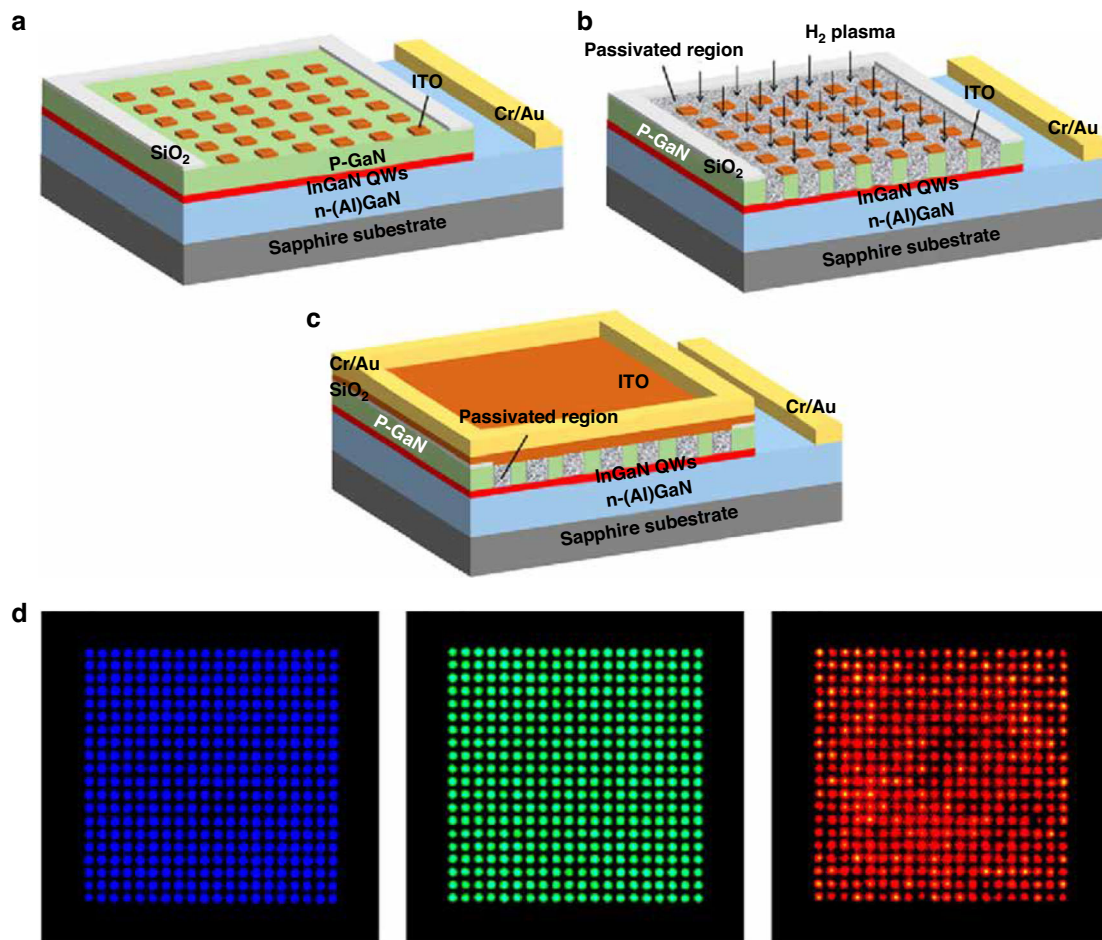 a
ITO
Cr/Au
SiO2
P-GaN
InGaN QWs
n-(Al)GaN
Sapphire subestrate
b
H2 plasma
Passivated region
ITO
Cr/Au
P-GaN
SiO2
InGaN QWs
n-(Al)GaN
Sapphire subestrate
c
Cr/Au
SiO2
ITO
Passivated region
Cr/Au
P-GaN
InGaN QWs
n-(Al)GaN
Sapphire subestrate
d